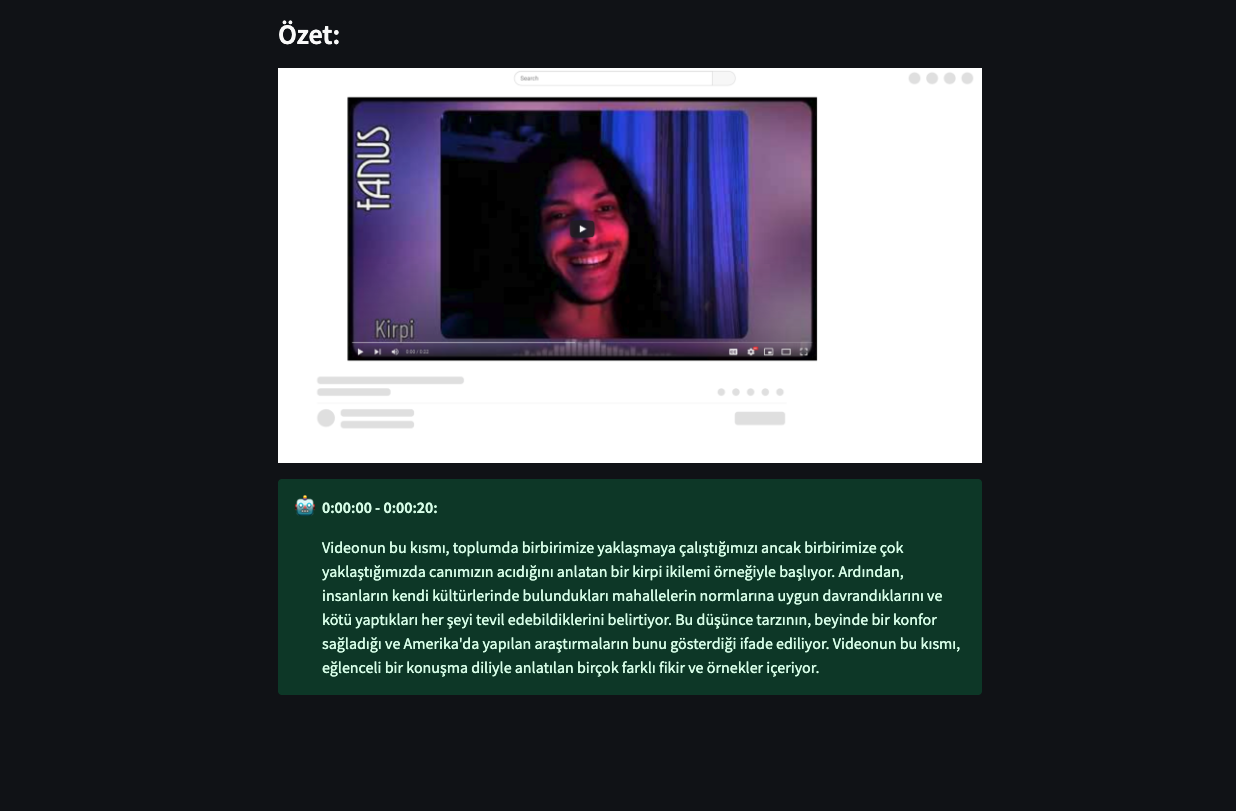 Özet:
Search
fANUS
Kirpi
0:00:00 - 0:00:20:
Videonun bu kısmı, toplumda birbirimize yaklaşmaya çalıştığımızı ancak birbirimize çok
yaklaştığımızda canımızın acıdığını anlatan bir kirpi ikilemi örneğiyle başlıyor. Ardından,
insanların kendi kültürlerinde bulundukları mahallelerin normlarına uygun davrandıklarını ve
kötü yaptıkları her şeyi tevil edebildiklerini belirtiyor. Bu düşünce tarzının, beyinde bir konfor
sağladığı ve Amerika'da yapılan araştırmaların bunu gösterdiği ifade ediliyor. Videonun bu kısmı,
eğlenceli bir konuşma diliyle anlatılan birçok farklı fikir ve örnekler içeriyor.